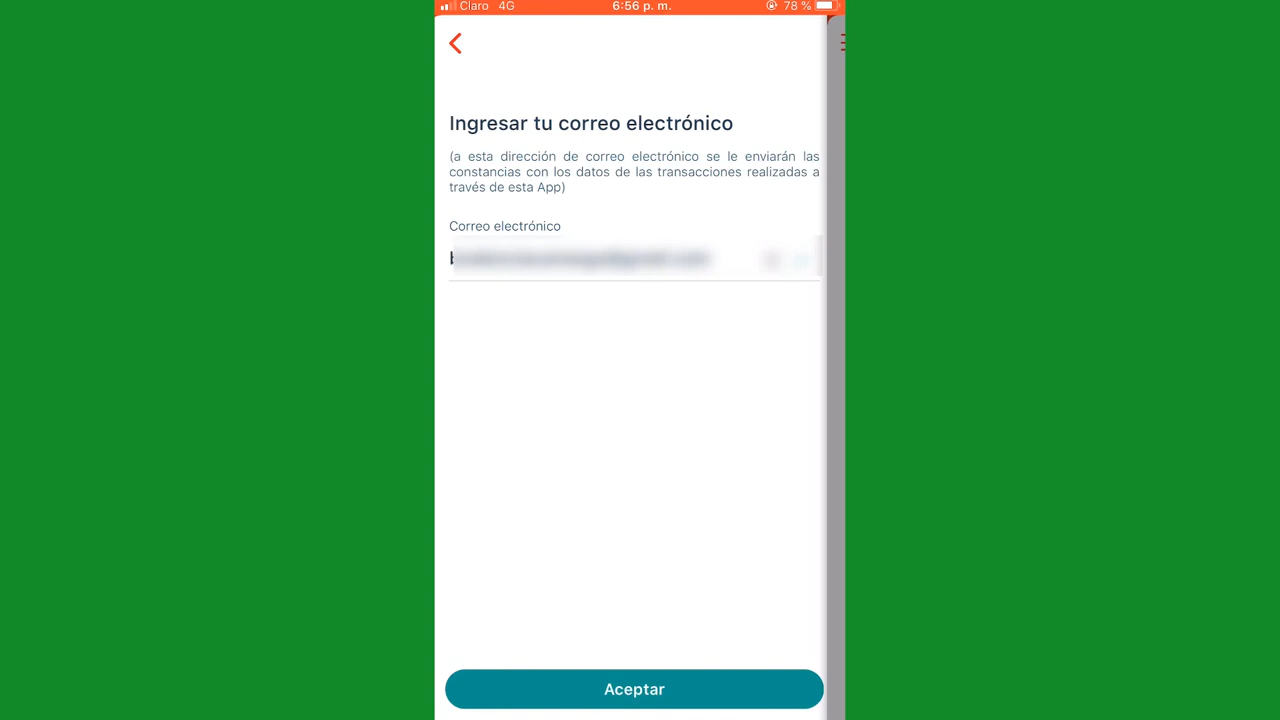 Claro 4G 6:56 p. m. 78 %
Ingresar tu correo electrónico
(a esta dirección de correo electrónico se le enviarán las
constancias con los datos de las transacciones realizadas a
través de esta App)
Correo electrónico
Aceptar